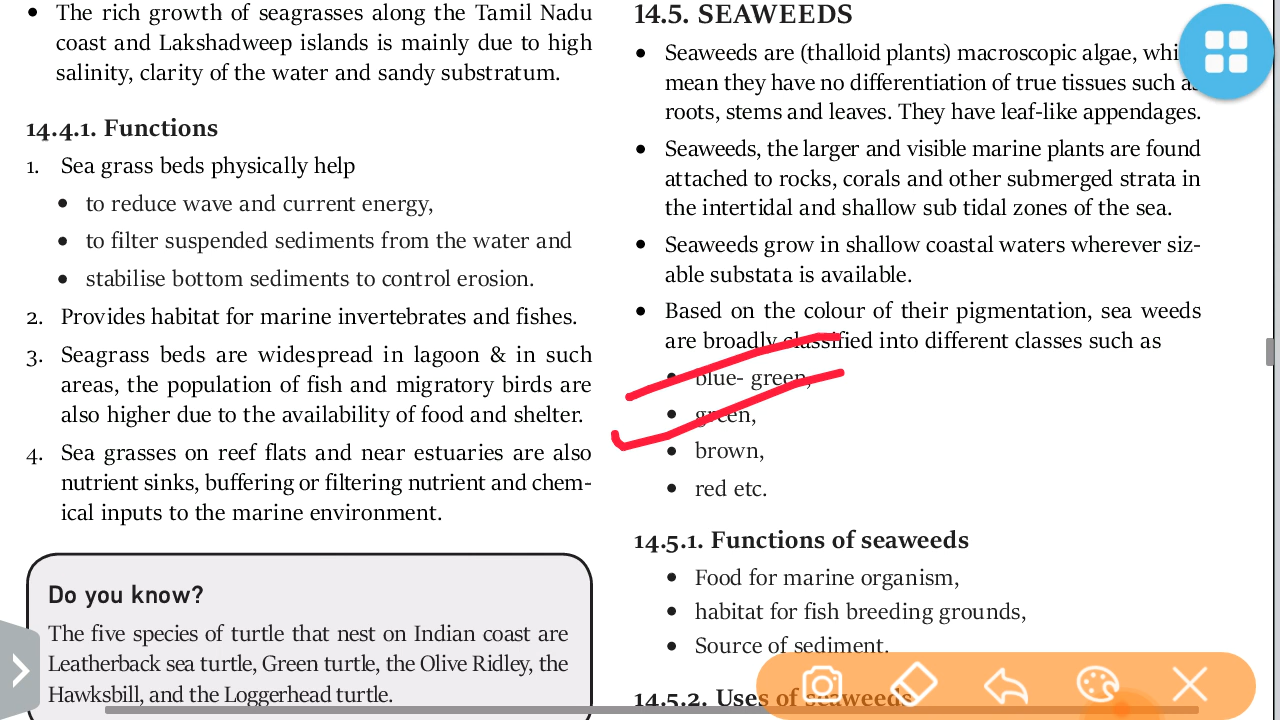 • The rich growth of seagrasses along the Tamil Nadu
coast and Lakshadweep islands is mainly due to high
salinity, clarity of the water and sandy substratum.
14.4.1. Functions
1. Sea grass beds physically help
• to reduce wave and current energy,
• to filter suspended sediments from the water and
• stabilise bottom sediments to control erosion.
2. Provides habitat for marine invertebrates and fishes.
3. Seagrass beds are widespread in lagoon & in such
areas, the population of fish and migratory birds are
also higher due to the availability of food and shelter.
4. Sea grasses on reef flats and near estuaries are also
nutrient sinks, buffering or filtering nutrient and chem-
ical inputs to the marine environment.
Do you know?
The five species of turtle that nest on Indian coast are
Leatherback sea turtle, Green turtle, the Olive Ridley, the
Hawksbill, and the Loggerhead turtle.
14.5. SEAWEEDS
• Seaweeds are (thalloid plants) macroscopic algae, whi
mean they have no differentiation of true tissues such as
roots, stems and leaves. They have leaf-like appendages.
• Seaweeds, the larger and visible marine plants are found
attached to rocks, corals and other submerged strata in
the intertidal and shallow sub tidal zones of the sea.
• Seaweeds grow in shallow coastal waters wherever siz-
able substata is available.
• Based on the colour of their pigmentation, sea weeds
are broadly classified into different classes such as
• blue- green,
• green,
• brown,
• red etc.
14.5.1. Functions of seaweeds
• Food for marine organism,
• habitat for fish breeding grounds,
• Source of sediment.
14.5.2. Uses of seaweeds